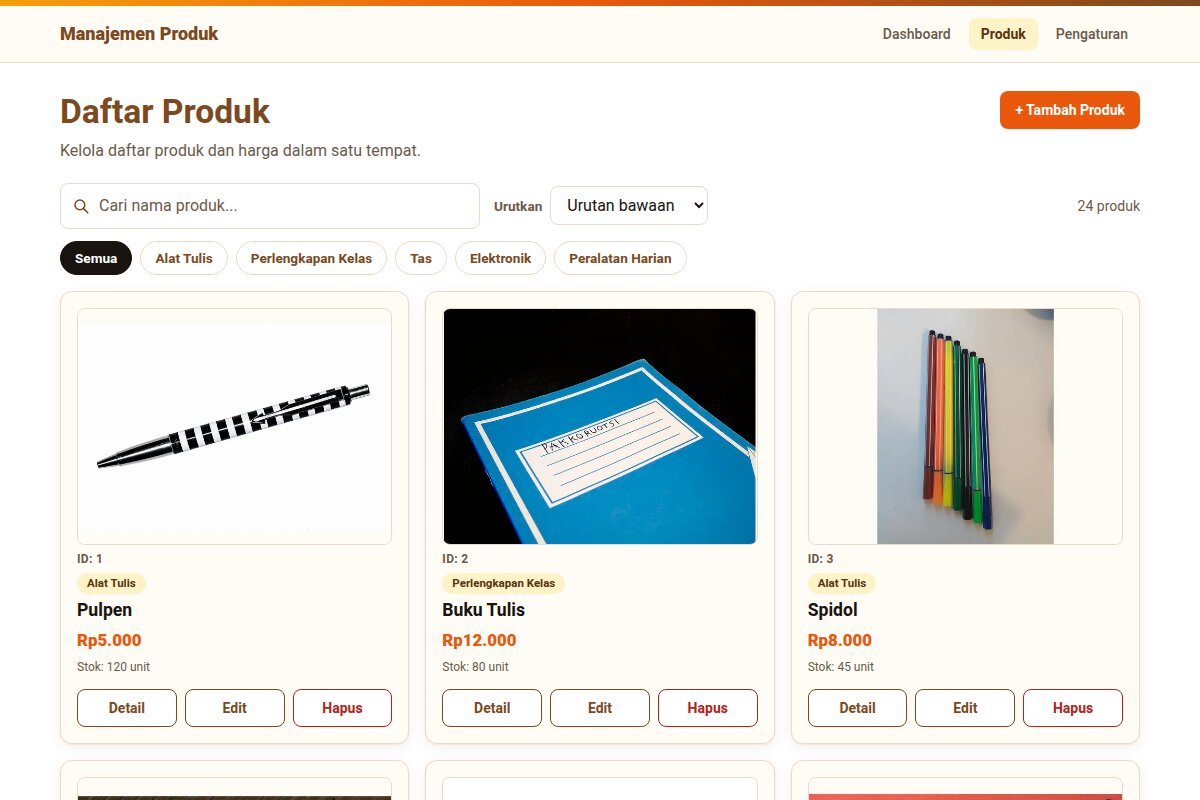 Manajemen Produk
Dashboard
Produk
Pengaturan
Daftar Produk
+ Tambah Produk
Kelola daftar produk dan harga dalam satu tempat.
Cari nama produk...
Urutkan
Urutan bawaan
24 produk
Semua
Alat Tulis
Perlengkapan Kelas
Tas
Elektronik
Peralatan Harian
PAKKORUOTSI
ID: 1
Alat Tulis
Pulpen
Rp5.000
Stok: 120 unit
Detail
Edit
Hapus
ID: 2
Perlengkapan Kelas
Buku Tulis
Rp12.000
Stok: 80 unit
Detail
Edit
Hapus
ID: 3
Alat Tulis
Spidol
Rp8.000
Stok: 45 unit
Detail
Edit
Hapus